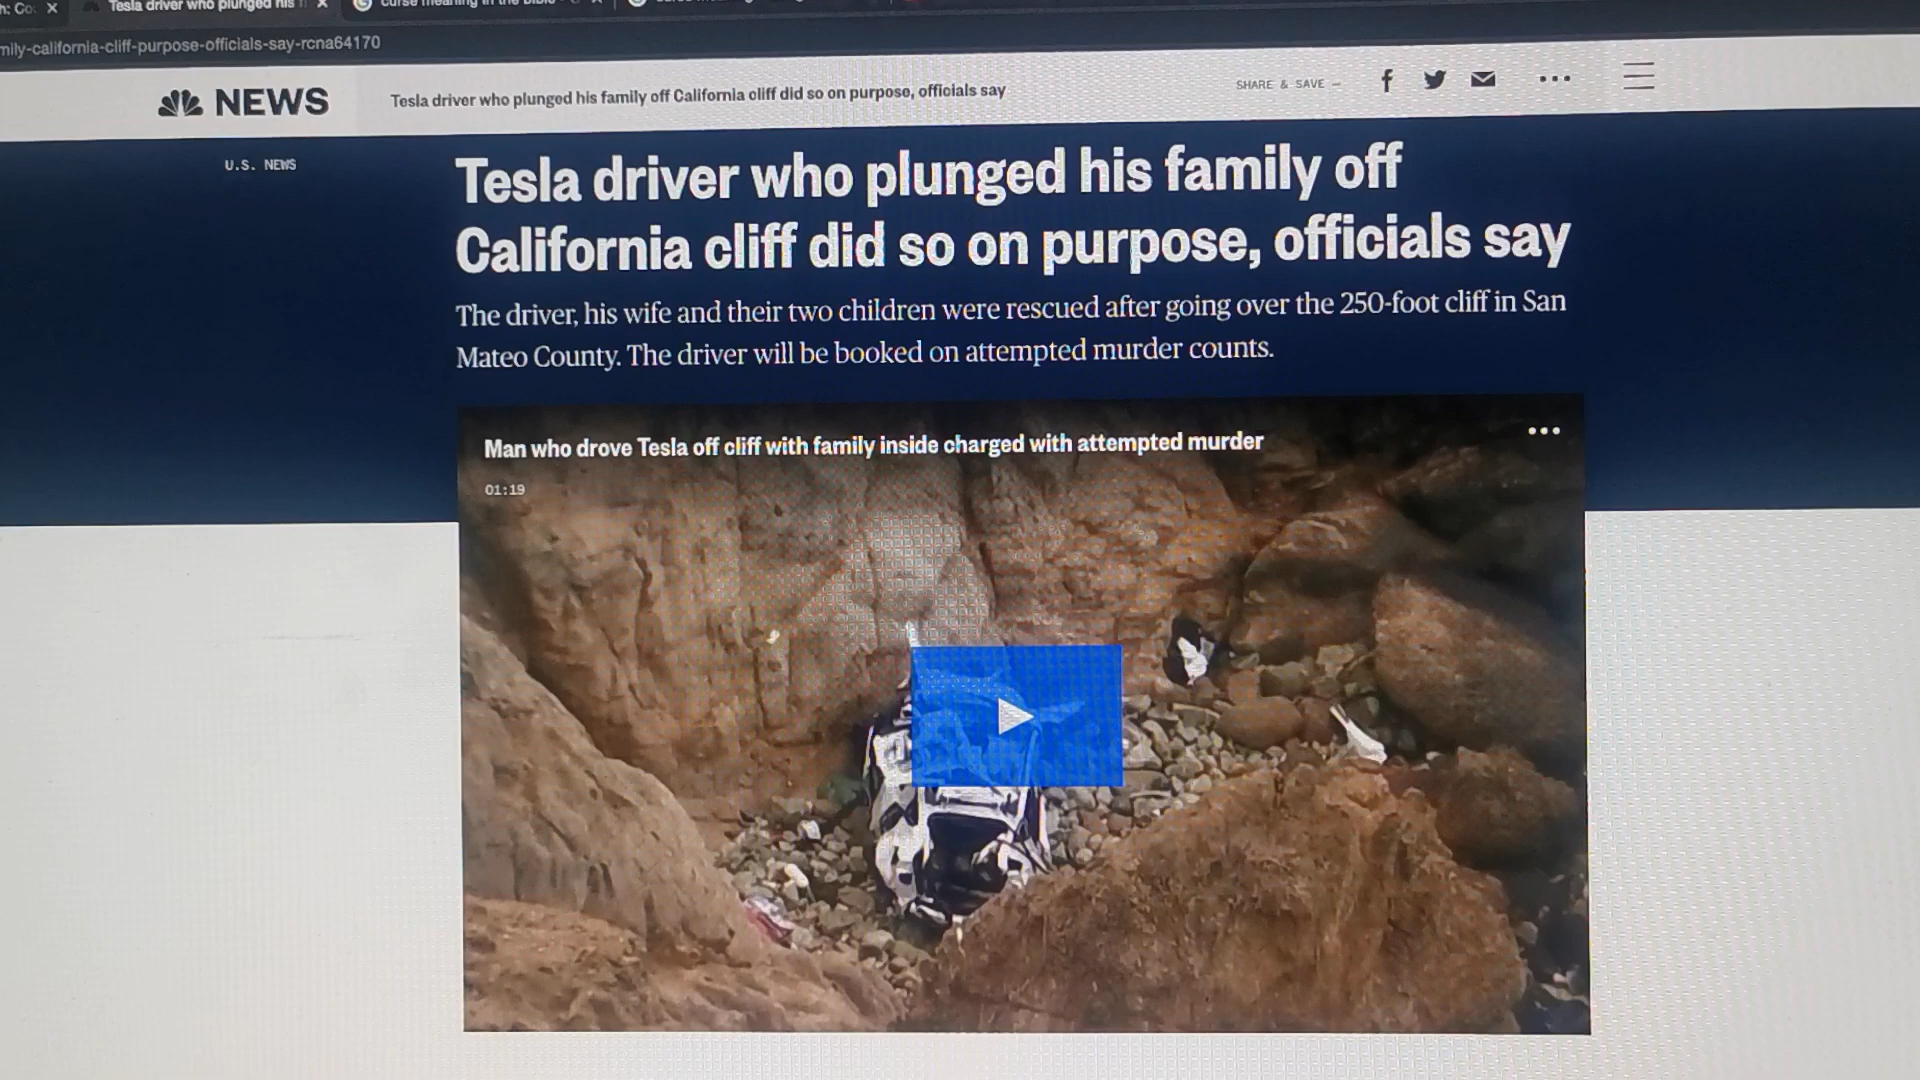 Tesla driver who plunged his
curse meaning in the bible
mily-california-cliff-purpose-officials-say-rcna64170
NEWS
Tesla driver who plunged his family off California cliff did so on purpose, officials say
SHARE & SAVE —
U.S. NEWS
Tesla driver who plunged his family off
California cliff did so on purpose, officials say
The driver, his wife and their two children were rescued after going over the 250-foot cliff in San
Mateo County. The driver will be booked on attempted murder counts.
Man who drove Tesla off cliff with family inside charged with attempted murder
01:19